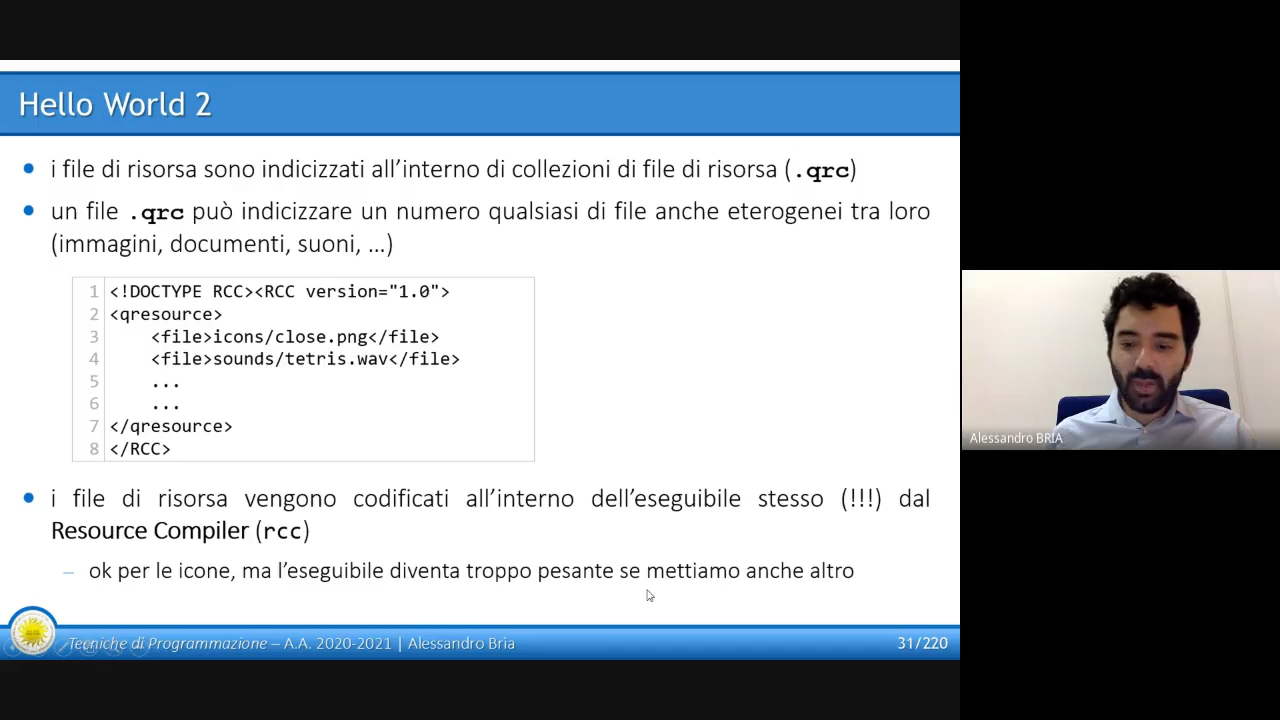 Hello World 2
i file di risorsa sono indicizzati all’interno di collezioni di file di risorsa (.qrc)
un file .qrc può indicizzare un numero qualsiasi di file anche eterogenei tra loro
(immagini, documenti, suoni, …)
1 <!DOCTYPE RCC><RCC version="1.0">
2 <qresource>
3     <file>icons/close.png</file>
4     <file>sounds/tetris.wav</file>
5     ...
6     ...
7 </qresource>
8 </RCC>
i file di risorsa vengono codificati all’interno dell’eseguibile stesso (!!!) dal
Resource Compiler (rcc)
– ok per le icone, ma l’eseguibile diventa troppo pesante se mettiamo anche altro
Tecniche di Programmazione – A.A. 2020-2021 | Alessandro Bria
31/220
Alessandro BRIA